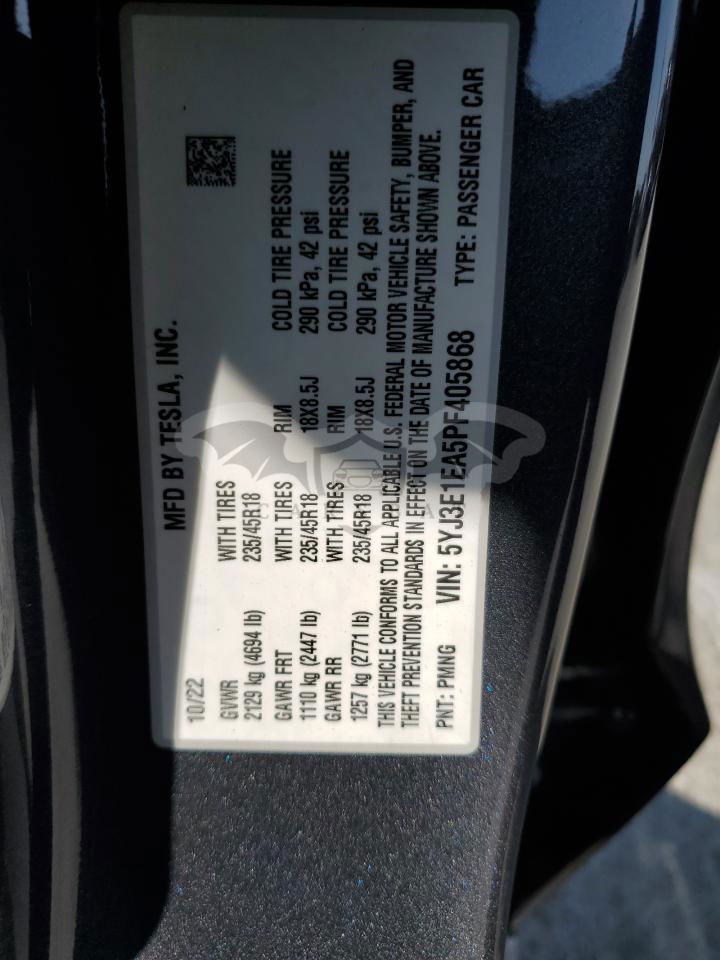 MFD BY TESLA, INC.
10/22
GVWR WITH TIRES
2129 kg (4694 lb) 235/45R18
GAWR FRT WITH TIRES RIM COLD TIRE PRESSURE
1110 kg (2447 lb) 235/45R18 18X8.5J 290 kPa, 42 psi
GAWR RR WITH TIRES RIM COLD TIRE PRESSURE
1257 kg (2771 lb) 235/45R18 18X8.5J 290 kPa, 42 psi
THIS VEHICLE CONFORMS TO ALL APPLICABLE U.S. FEDERAL MOTOR VEHICLE SAFETY, BUMPER, AND
THEFT PREVENTION STANDARDS IN EFFECT ON THE DATE OF MANUFACTURE SHOWN ABOVE.
PNT: PMNG VIN: 5YJ3E1EA5PF405868 TYPE: PASSENGER CAR